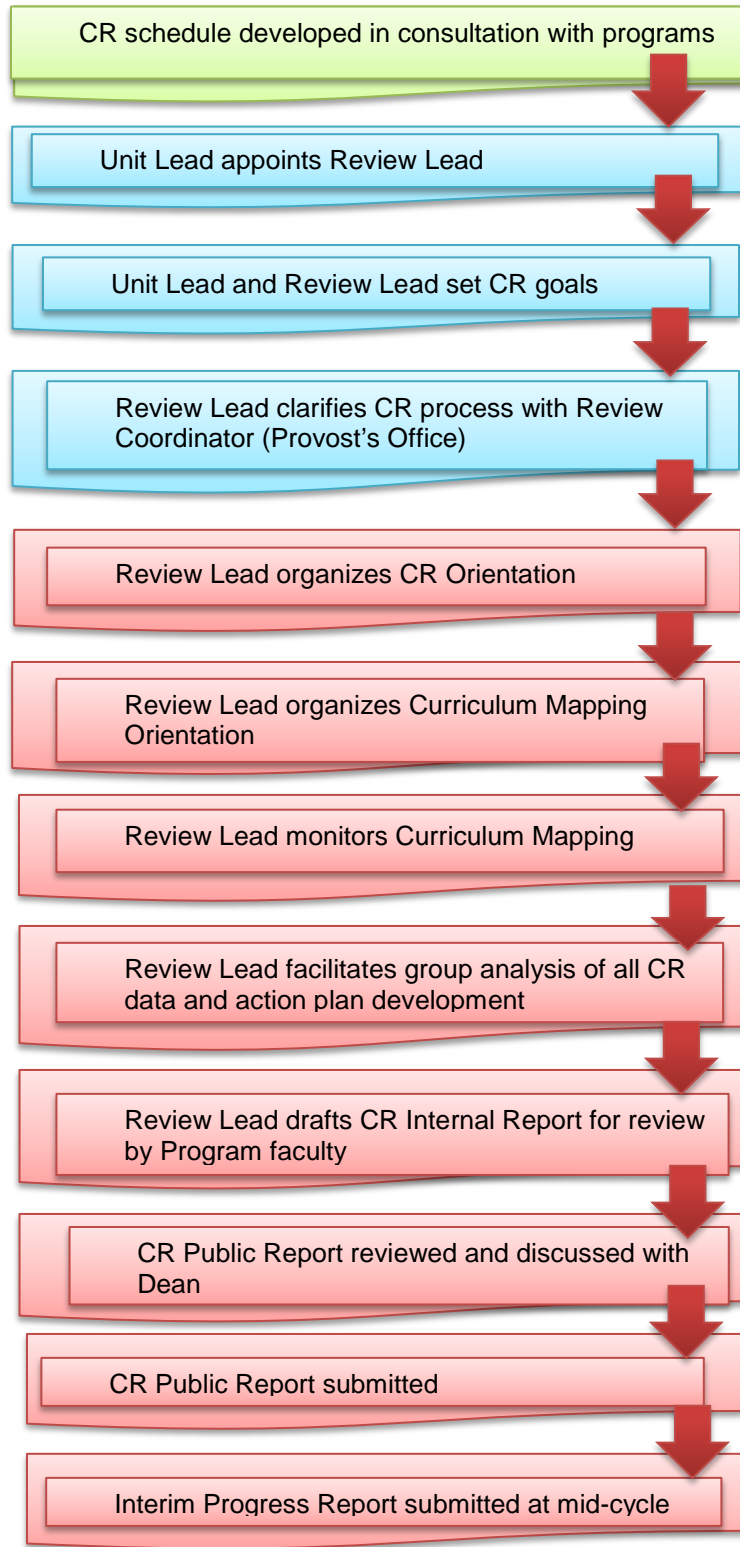 CR schedule developed in consultation with programs
Unit Lead appoints Review Lead
Unit Lead and Review Lead set CR goals
Review Lead clarifies CR process with Review
Coordinator (Provost's Office)
Review Lead organizes CR Orientation
Review Lead organizes Curriculum Mapping
Orientation
Review Lead monitors Curriculum Mapping
Review Lead facilitates group analysis of all CR
data and action plan development
Review Lead drafts CR Internal Report for review
by Program faculty
CR Public Report reviewed and discussed with
Dean
CR Public Report submitted
Interim Progress Report submitted at mid-cycle